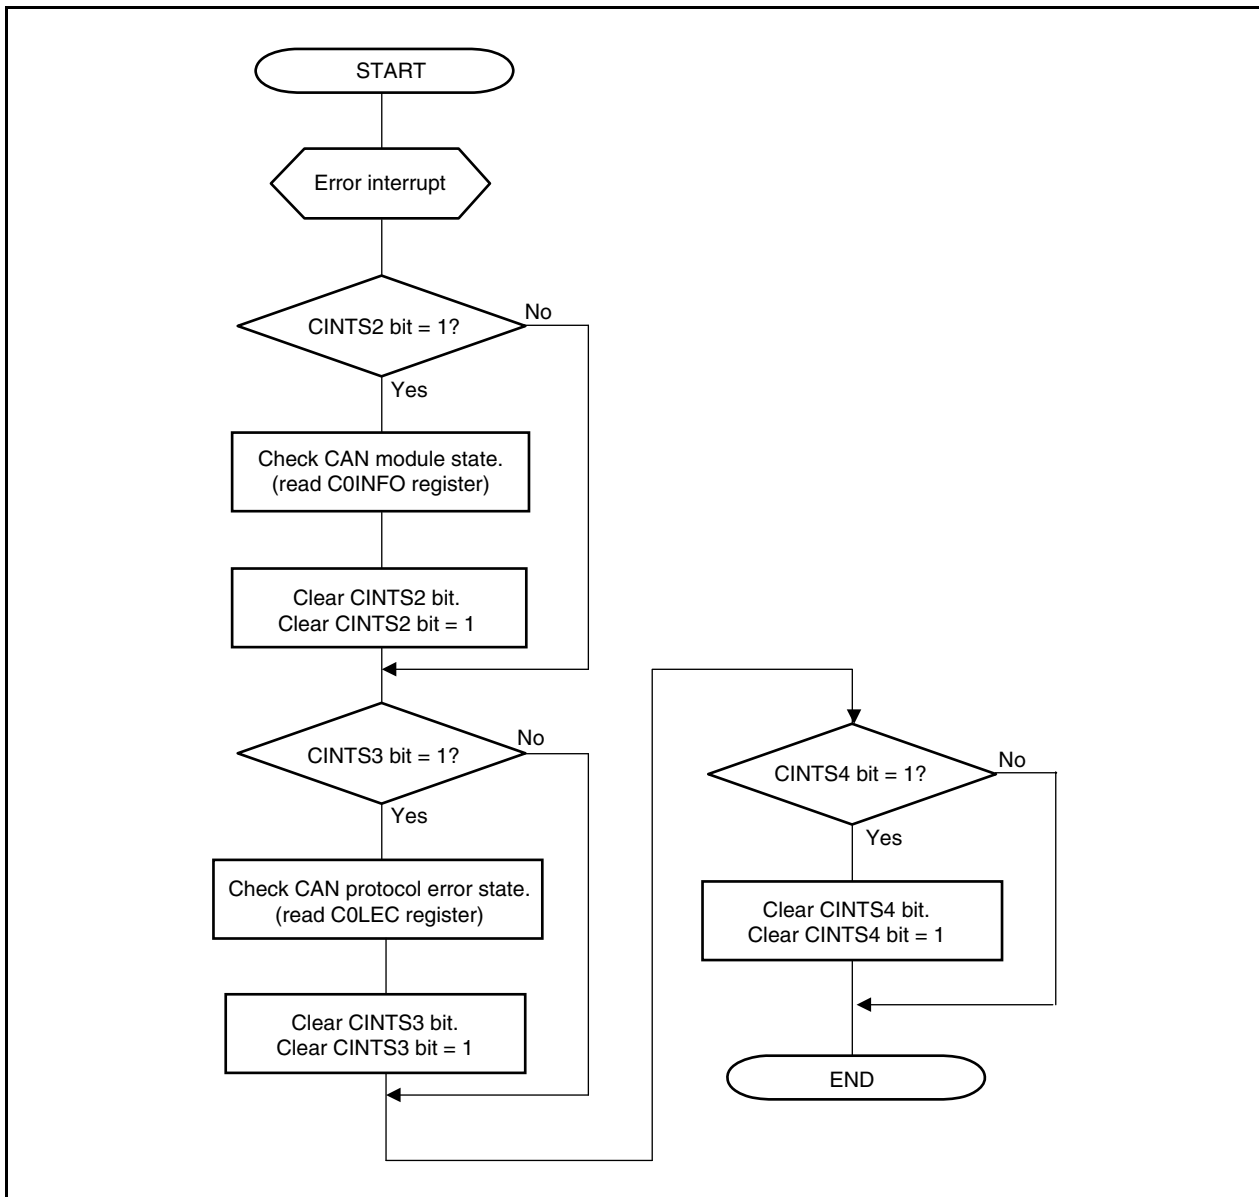 START
Error interrupt
CINTS2 bit = 1?
No
Yes
Check CAN module state.
(read C0INFO register)
Clear CINTS2 bit.
Clear CINTS2 bit = 1
CINTS3 bit = 1?
No
Yes
Check CAN protocol error state.
(read C0LEC register)
Clear CINTS3 bit.
Clear CINTS3 bit = 1
CINTS4 bit = 1?
No
Yes
Clear CINTS4 bit.
Clear CINTS4 bit = 1
END